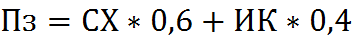 Пз = СХ * 0,6 + ИК * 0,4